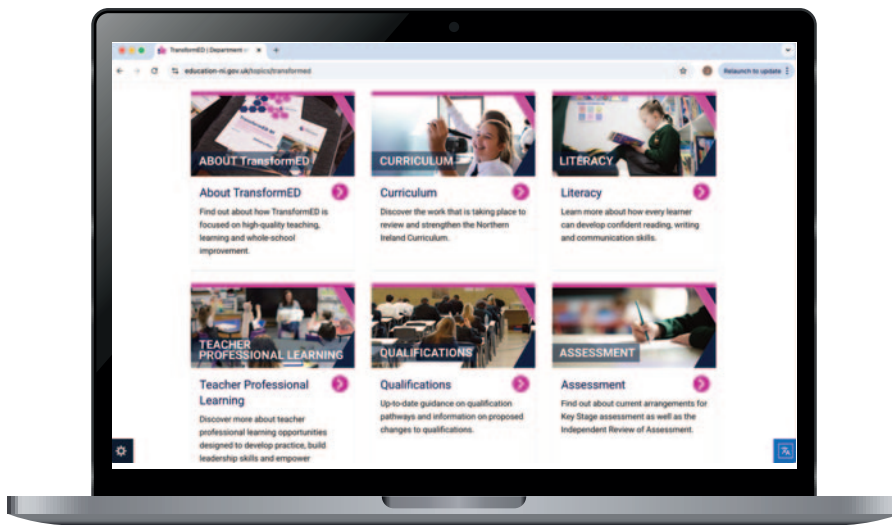 TransformED | Department
education-ni.gov.uk/topics/transformed
Relaunch to update
ABOUT TransformED
About TransformED
Find out about how TransformED is
focused on high-quality teaching,
learning and whole-school
improvement.
CURRICULUM
Curriculum
Discover the work that is taking place to
review and strengthen the Northern
Ireland Curriculum.
LITERACY
Literacy
Learn more about how every learner
can develop confident reading, writing
and communication skills.
TEACHER
PROFESSIONAL LEARNING
Teacher Professional
Learning
Discover more about teacher
professional learning opportunities
designed to develop practice, build
leadership skills and empower
QUALIFICATIONS
Qualifications
Up-to-date guidance on qualification
pathways and information on proposed
changes to qualifications.
ASSESSMENT
Assessment
Find out about current arrangements for
Key Stage assessment as well as the
Independent Review of Assessment.